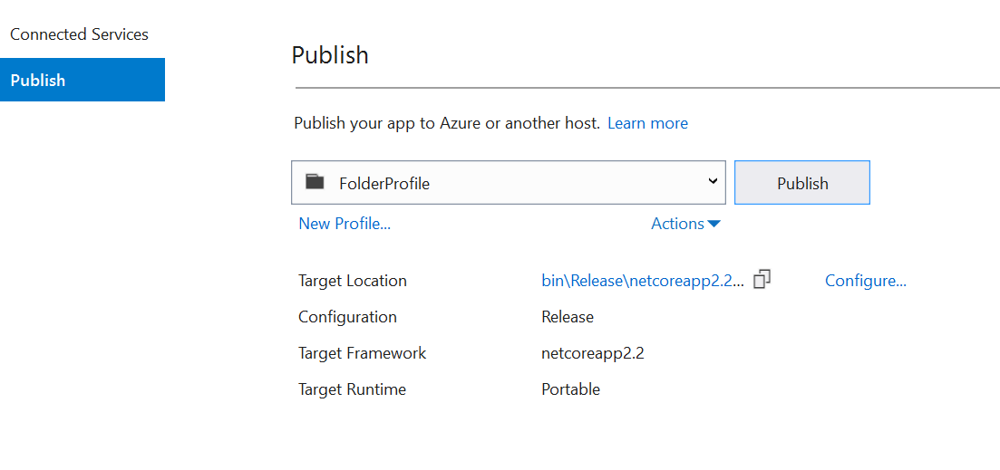 Connected Services
Publish
Publish
Publish your app to Azure or another host. Learn more
FolderProfile
Publish
New Profile...
Actions
Target Location bin\Release\netcoreapp2.2... Configure...
Configuration Release
Target Framework netcoreapp2.2
Target Runtime Portable